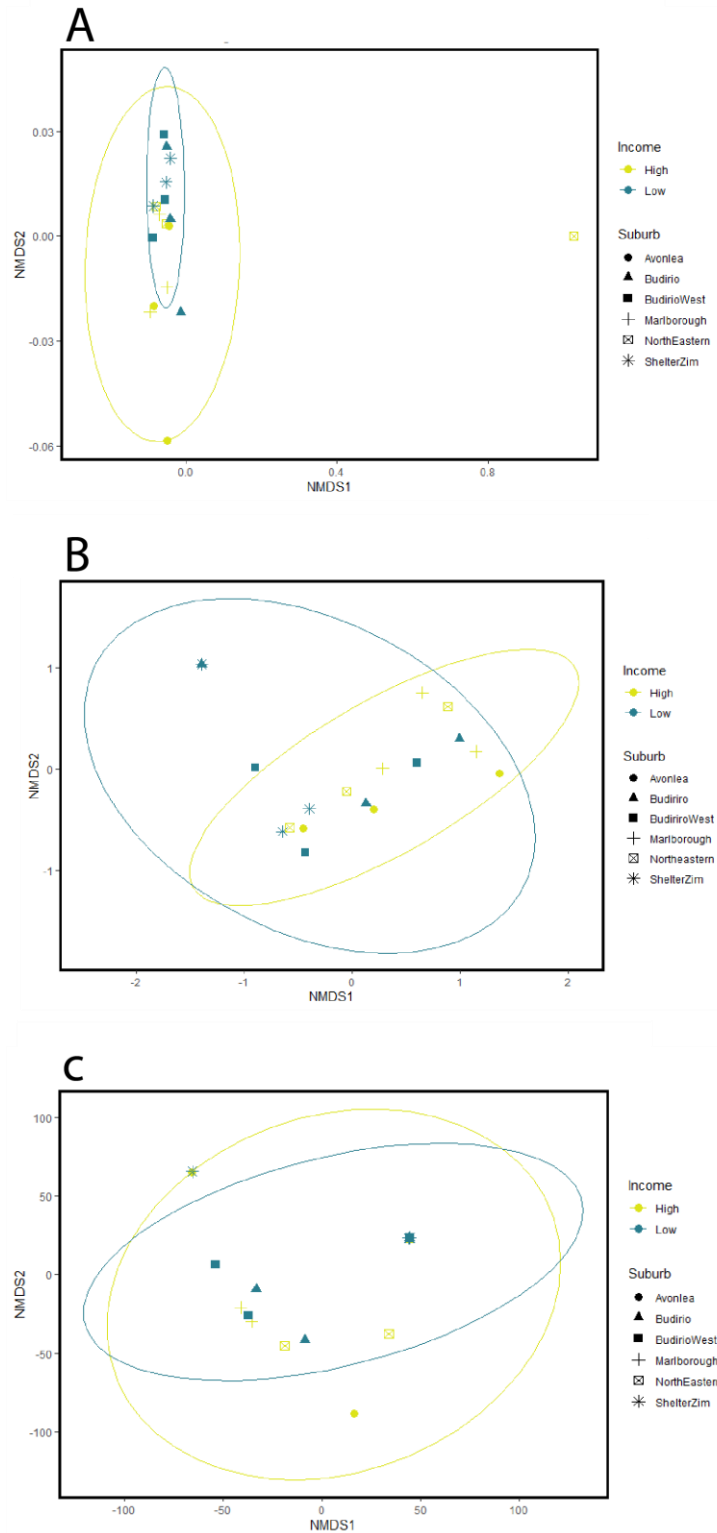 A
0.03
0.00
-0.03
-0.06
NMDS2
0.0
0.4
0.8
NMDS1
Income
High
Low
Suburb
Avonlea
Budirio
BudirioWest
Marlborough
NorthEastern
ShelterZim
B
1
0
-1
NMDS2
-2
-1
0
1
2
NMDS1
Income
High
Low
Suburb
Avonlea
Budiriro
BudiriroWest
Marlborough
Northeastern
ShelterZim
C
100
50
0
-50
-100
NMDS2
-100
-50
0
50
100
NMDS1
Income
High
Low
Suburb
Avonlea
Budirio
BudirioWest
Marlborough
NorthEastern
ShelterZim